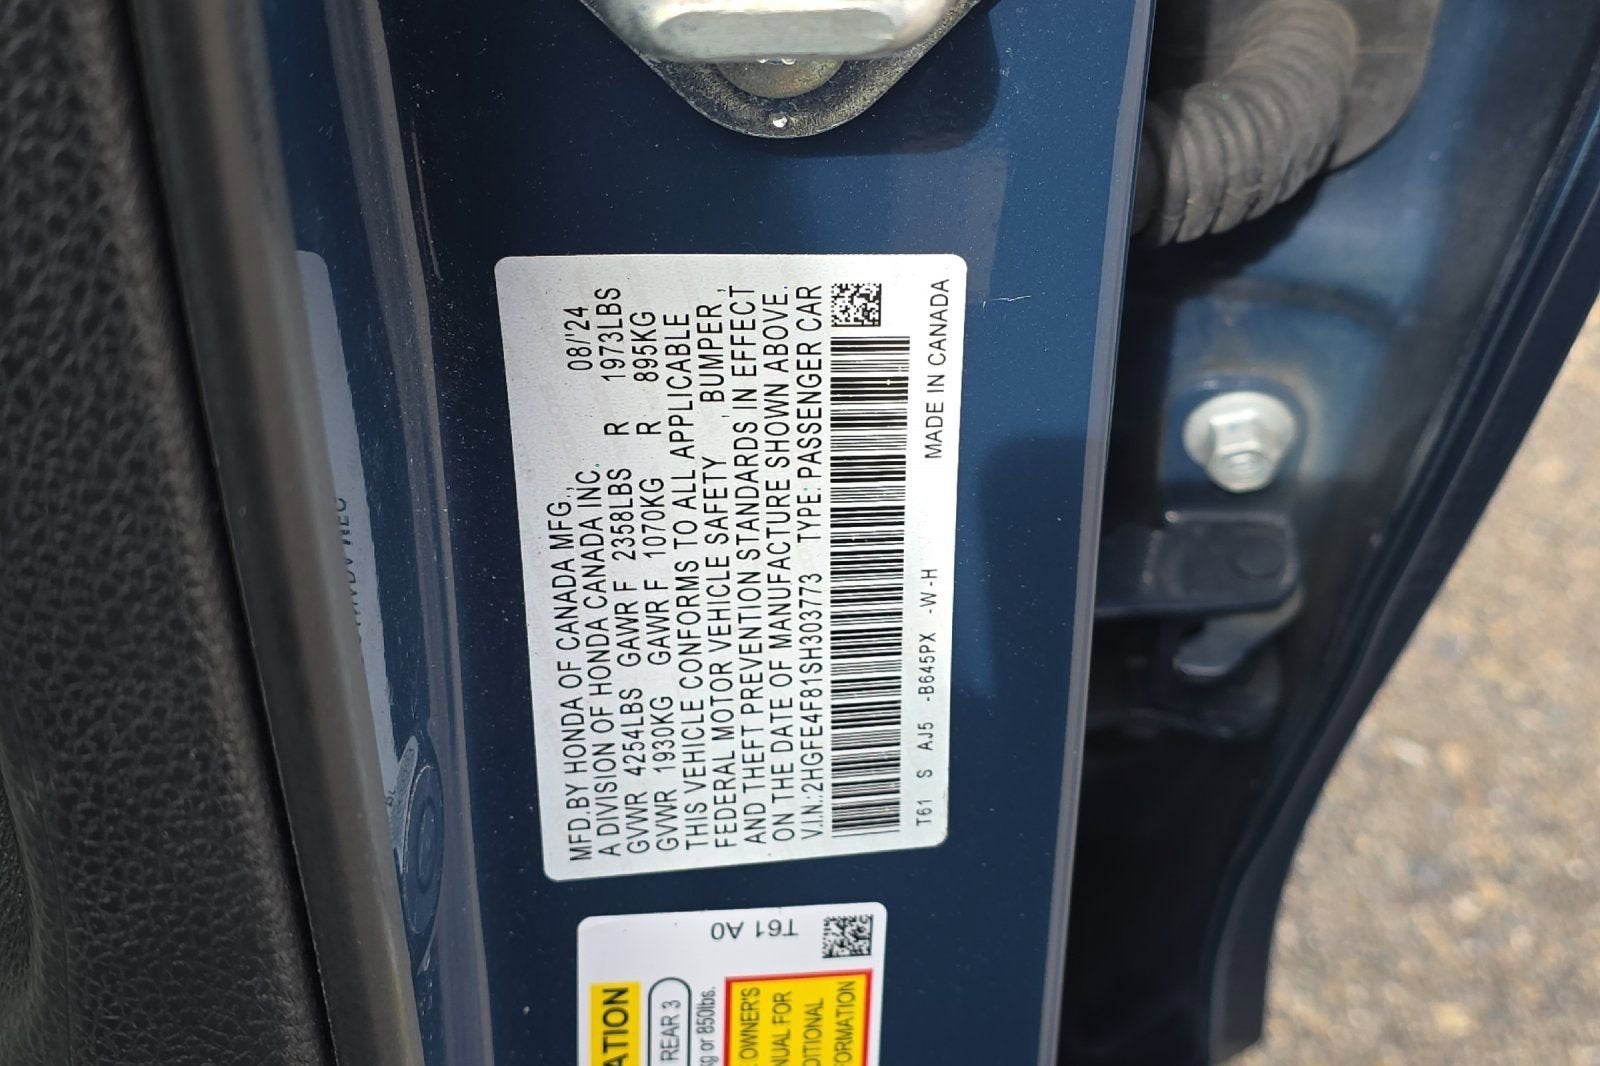 MFD.BY HONDA OF CANADA MFG., 08/'24
A DIVISION OF HONDA CANADA INC.
GVWR 4254LBS GAWR F 2358LBS R 1973LBS
GVWR 1930KG GAWR F 1070KG R 895KG
THIS VEHICLE CONFORMS TO ALL APPLICABLE
FEDERAL MOTOR VEHICLE SAFETY , BUMPER ,
AND THEFT PREVENTION STANDARDS IN EFFECT
ON THE DATE OF MANUFACTURE SHOWN ABOVE.
V.I.N.:2HGFE4F81SH303773 TYPE: PASSENGER CAR
T61 S AJ5 -B645PX -W-H MADE IN CANADA
T61 A0
REAR 3
or 850lbs.
OWNER'S
FOR